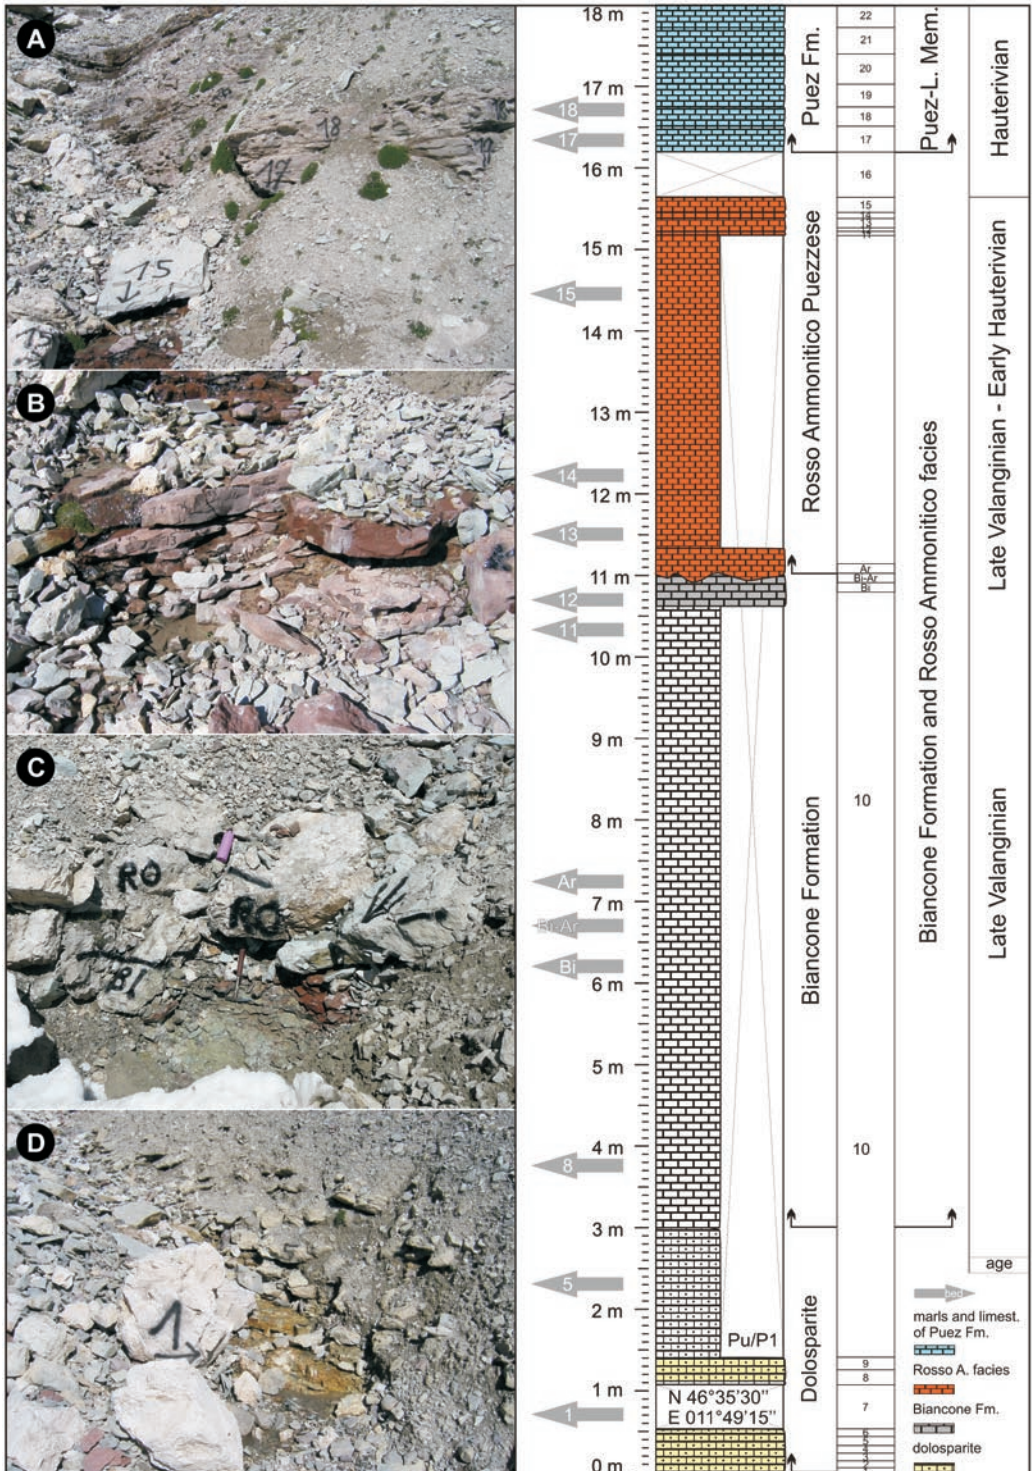 A
18
17
15
B
12
C
RO
RO
BI
D
1
18 m
17 m
16 m
15 m
14 m
13 m
12 m
11 m
10 m
9 m
8 m
7 m
6 m
5 m
4 m
3 m
2 m
1 m
0 m
18
17
15
14
13
12
11
Ar
Bi-Ar
Bi
8
5
1
Pu/P1
N 46°35'30"
E 011°49'15"
Puez Fm.
Rosso Ammonitico Puezzese
Biancone Formation
Dolosparite
22
21
20
19
18
17
16
15
14
13
11
Ar
Bi-Ar
Bi
10
10
9
8
7
6
Puez-L. Mem.
Biancone Formation and Rosso Ammonitico facies
Hauterivian
Late Valanginian - Early Hauterivian
Late Valanginian
age
bed
marls and limest.
of Puez Fm.
Rosso A. facies
Biancone Fm.
dolosparite